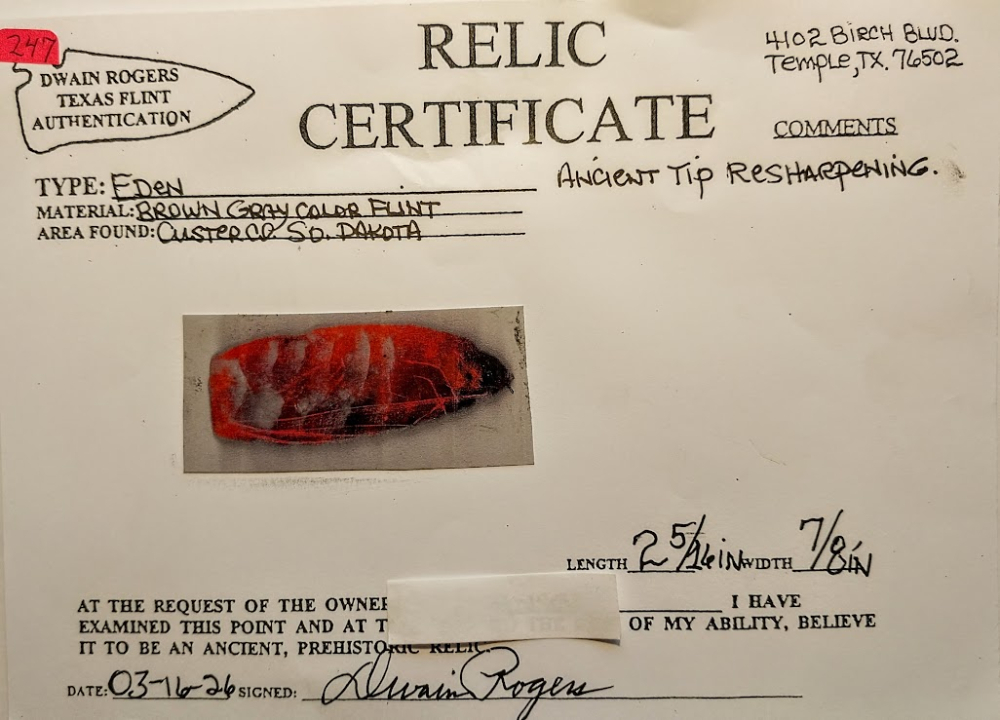 247
DWAIN ROGERS
TEXAS FLINT
AUTHENTICATION
RELIC
CERTIFICATE
4102 BIRCH BLVD.
TEMPLE, TX. 76502
COMMENTS
ANCIENT TIP RESHARPENING.
TYPE: EDEN
MATERIAL: BROWN GRAY COLOR FLINT
AREA FOUND: CUSTER CO. SO. DAKOTA
LENGTH 2 5/16 IN WIDTH 7/8 IN
AT THE REQUEST OF THE OWNER I HAVE
EXAMINED THIS POINT AND AT T OF MY ABILITY, BELIEVE
IT TO BE AN ANCIENT, PREHISTORIC RELIC.
DATE: 03-16-26 SIGNED: Dwain Rogers